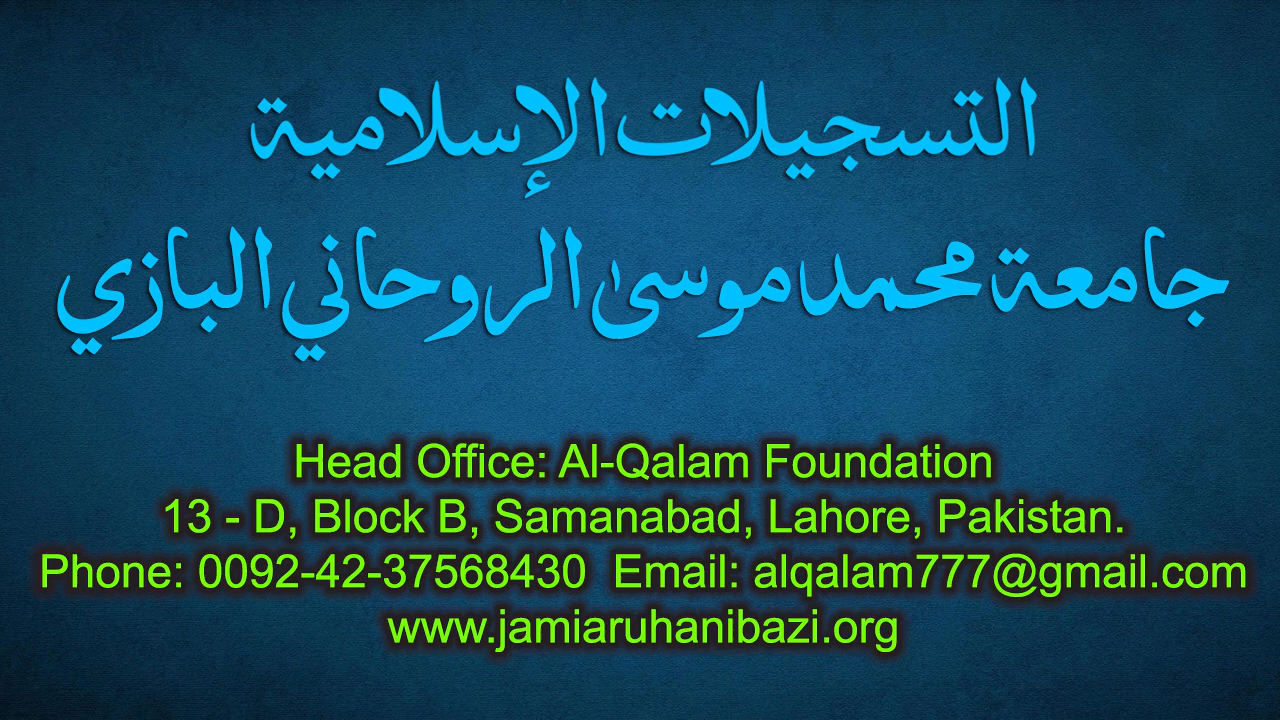 التسجيلات الإسلامية
جامعة محمد موسىٰ الروحاني البازي
Head Office: Al-Qalam Foundation
13 - D, Block B, Samanabad, Lahore, Pakistan.
Phone: 0092-42-37568430  Email: alqalam777@gmail.com
www.jamiaruhanibazi.org